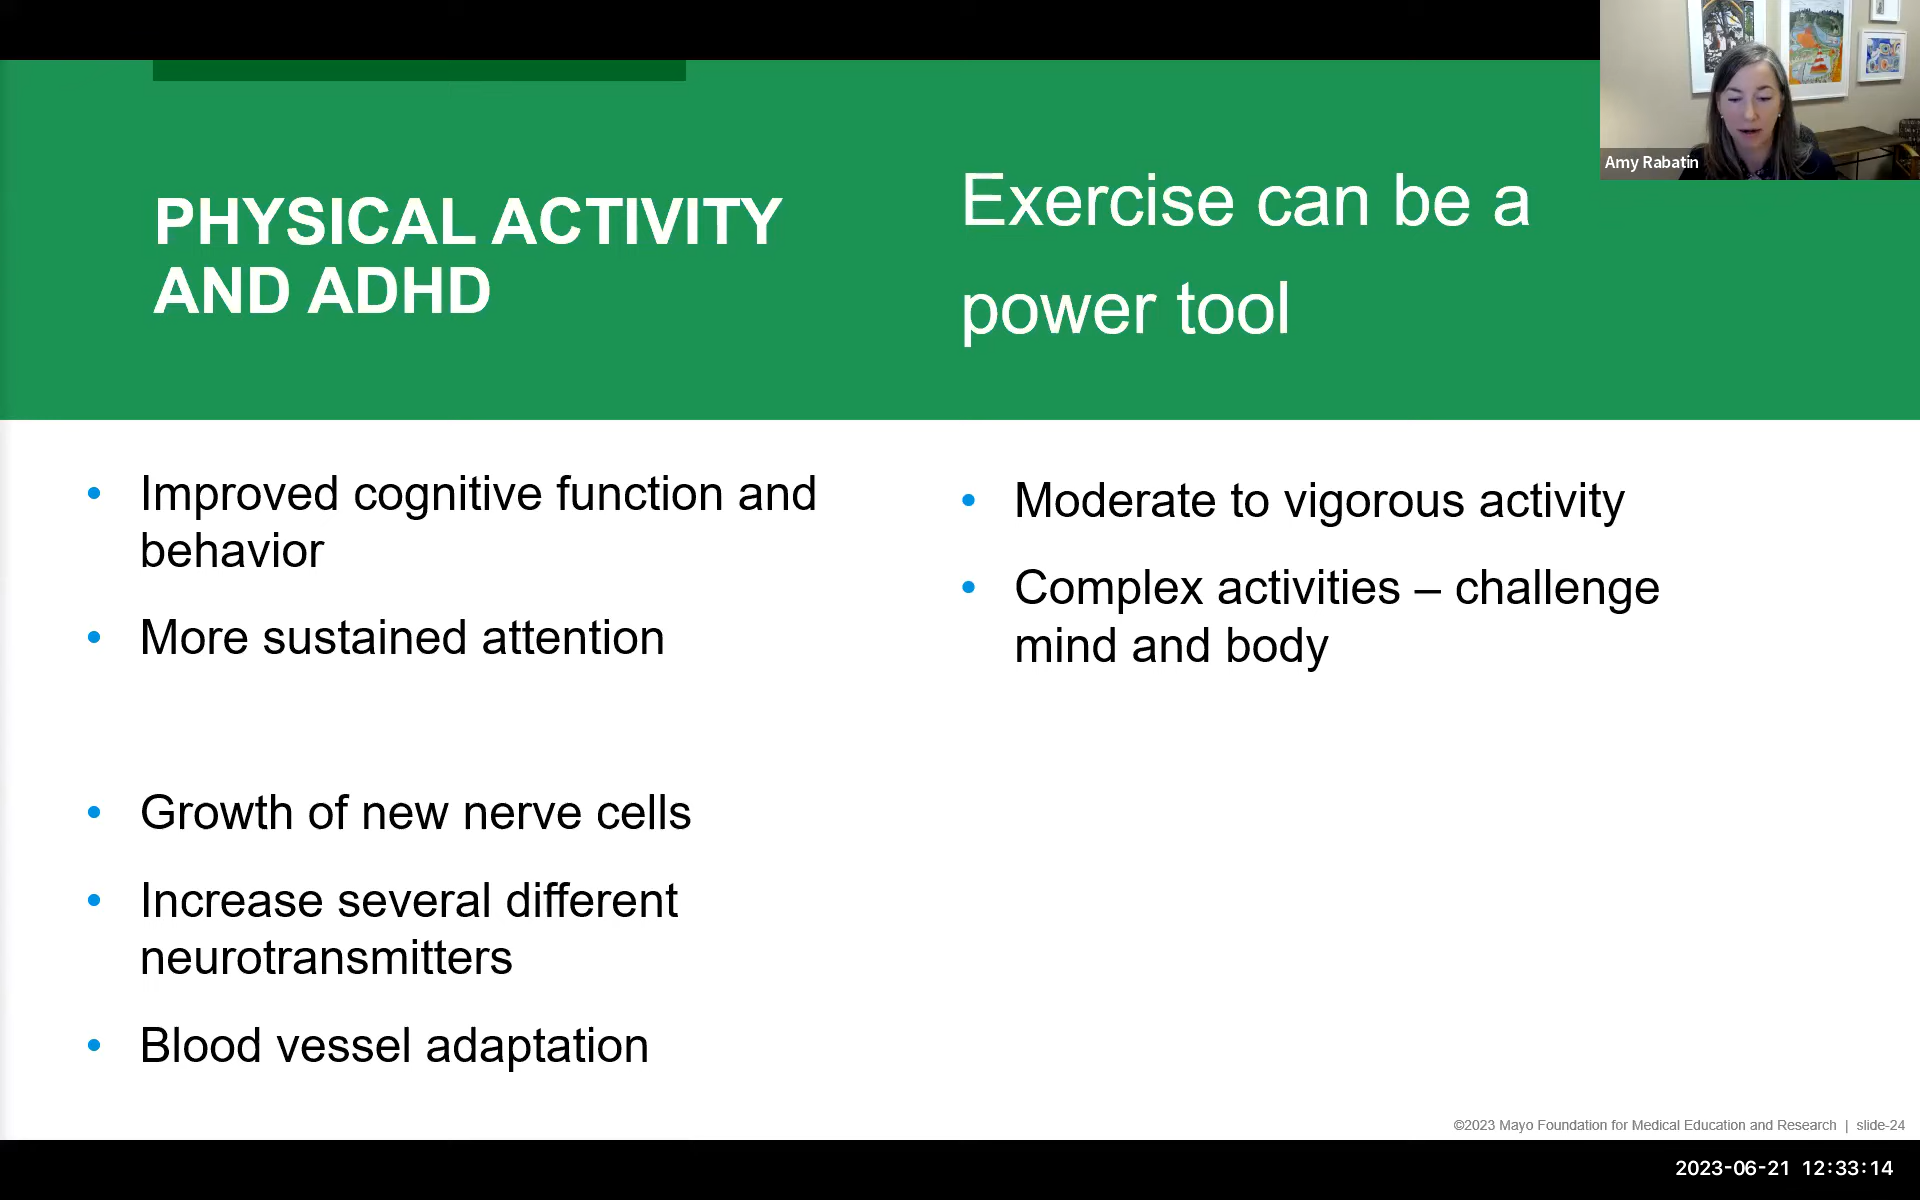 Amy Rabatin
PHYSICAL ACTIVITY
AND ADHD
Exercise can be a
power tool
• Improved cognitive function and
behavior
• More sustained attention
• Growth of new nerve cells
• Increase several different
neurotransmitters
• Blood vessel adaptation
• Moderate to vigorous activity
• Complex activities – challenge
mind and body
©2023 Mayo Foundation for Medical Education and Research | slide-24
2023-06-21 12:33:14